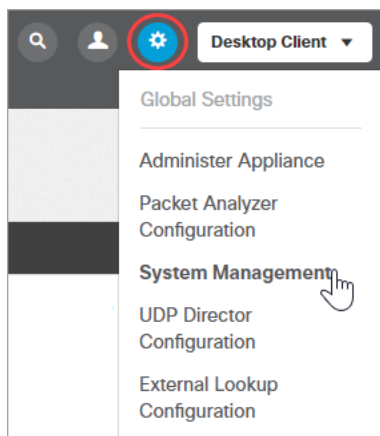 Desktop Client
Global Settings
Administer Appliance
Packet Analyzer
Configuration
System Management
UDP Director
Configuration
External Lookup
Configuration